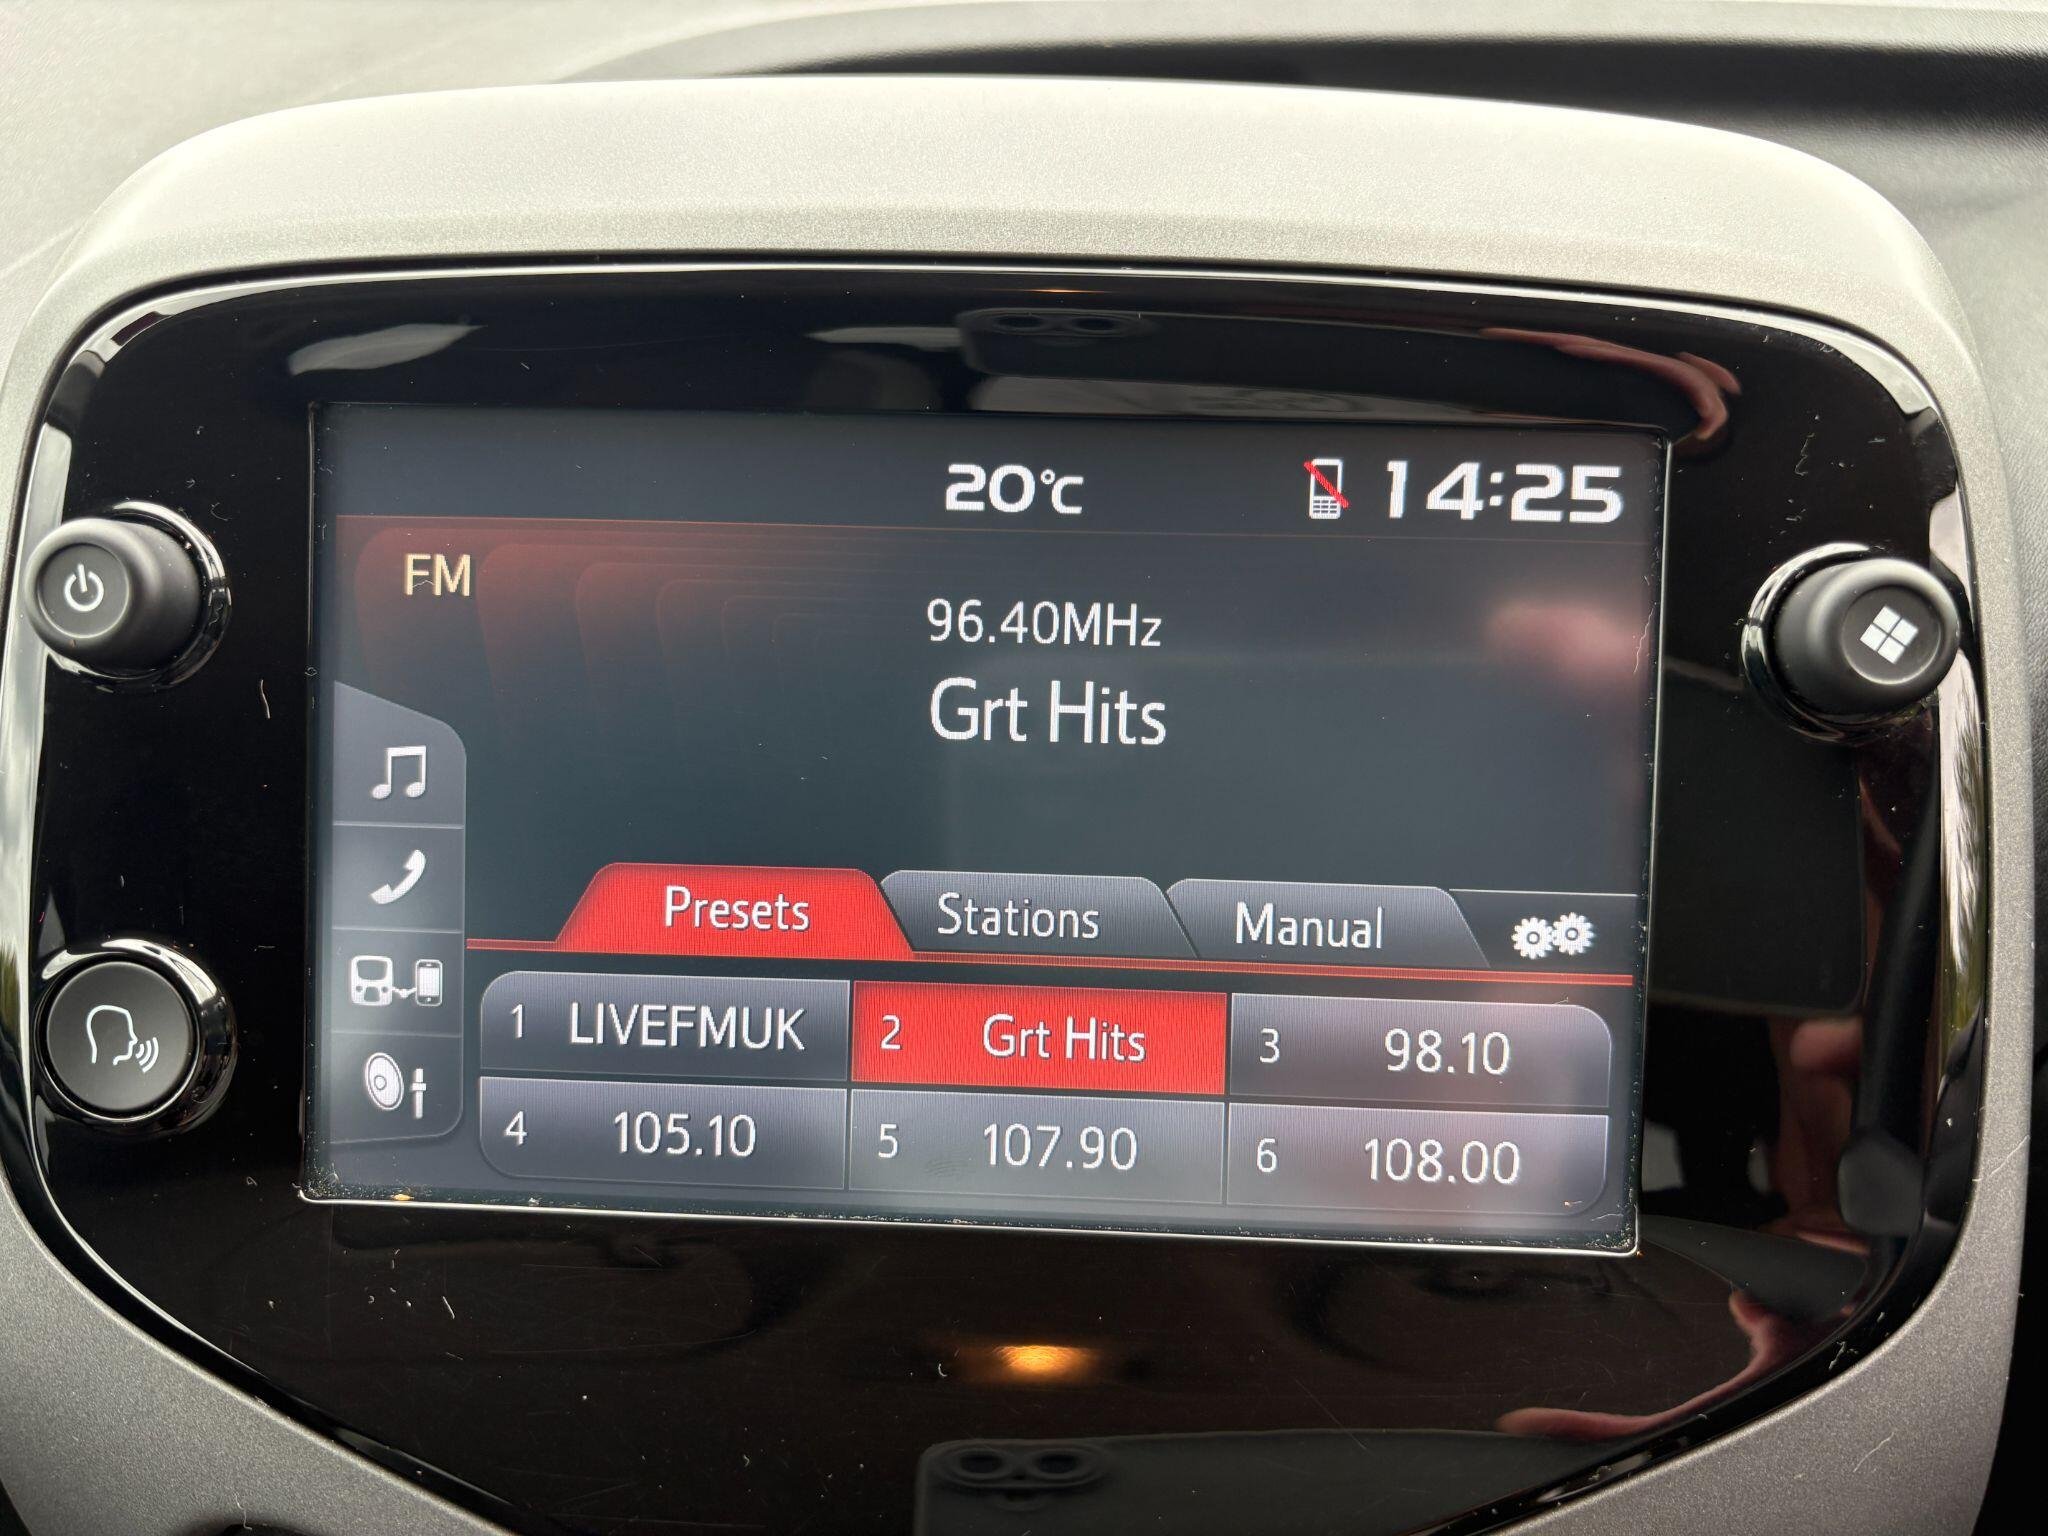 20°C 14:25
FM
96.40MHz
Grt Hits
Presets Stations Manual
1 LIVEFMUK 2 Grt Hits 3 98.10
4 105.10 5 107.90 6 108.00